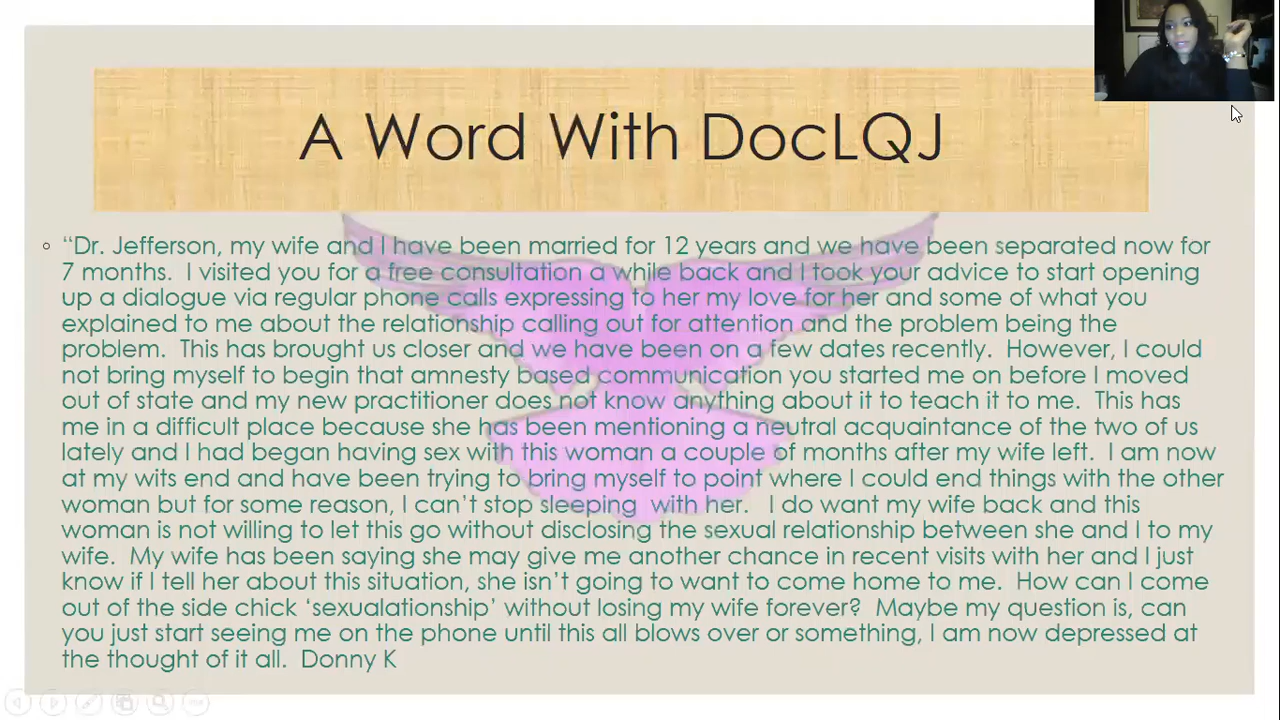 A Word With DocLQJ
“Dr. Jefferson, my wife and I have been married for 12 years and we have been separated now for
7 months.  I visited you for a free consultation a while back and I took your advice to start opening
up a dialogue via regular phone calls expressing to her my love for her and some of what you
explained to me about the relationship calling out for attention and the problem being the
problem.  This has brought us closer and we have been on a few dates recently.  However, I could
not bring myself to begin that amnesty based communication you started me on before I moved
out of state and my new practitioner does not know anything about it to teach it to me.  This has
me in a difficult place because she has been mentioning a neutral acquaintance of the two of us
lately and I had began having sex with this woman a couple of months after my wife left.  I am now
at my wits end and have been trying to bring myself to point where I could end things with the other
woman but for some reason, I can’t stop sleeping  with her.   I do want my wife back and this
woman is not willing to let this go without disclosing the sexual relationship between she and I to my
wife.  My wife has been saying she may give me another chance in recent visits with her and I just
know if I tell her about this situation, she isn’t going to want to come home to me.  How can I come
out of the side chick ‘sexualationship’ without losing my wife forever?  Maybe my question is, can
you just start seeing me on the phone until this all blows over or something, I am now depressed at
the thought of it all.  Donny K